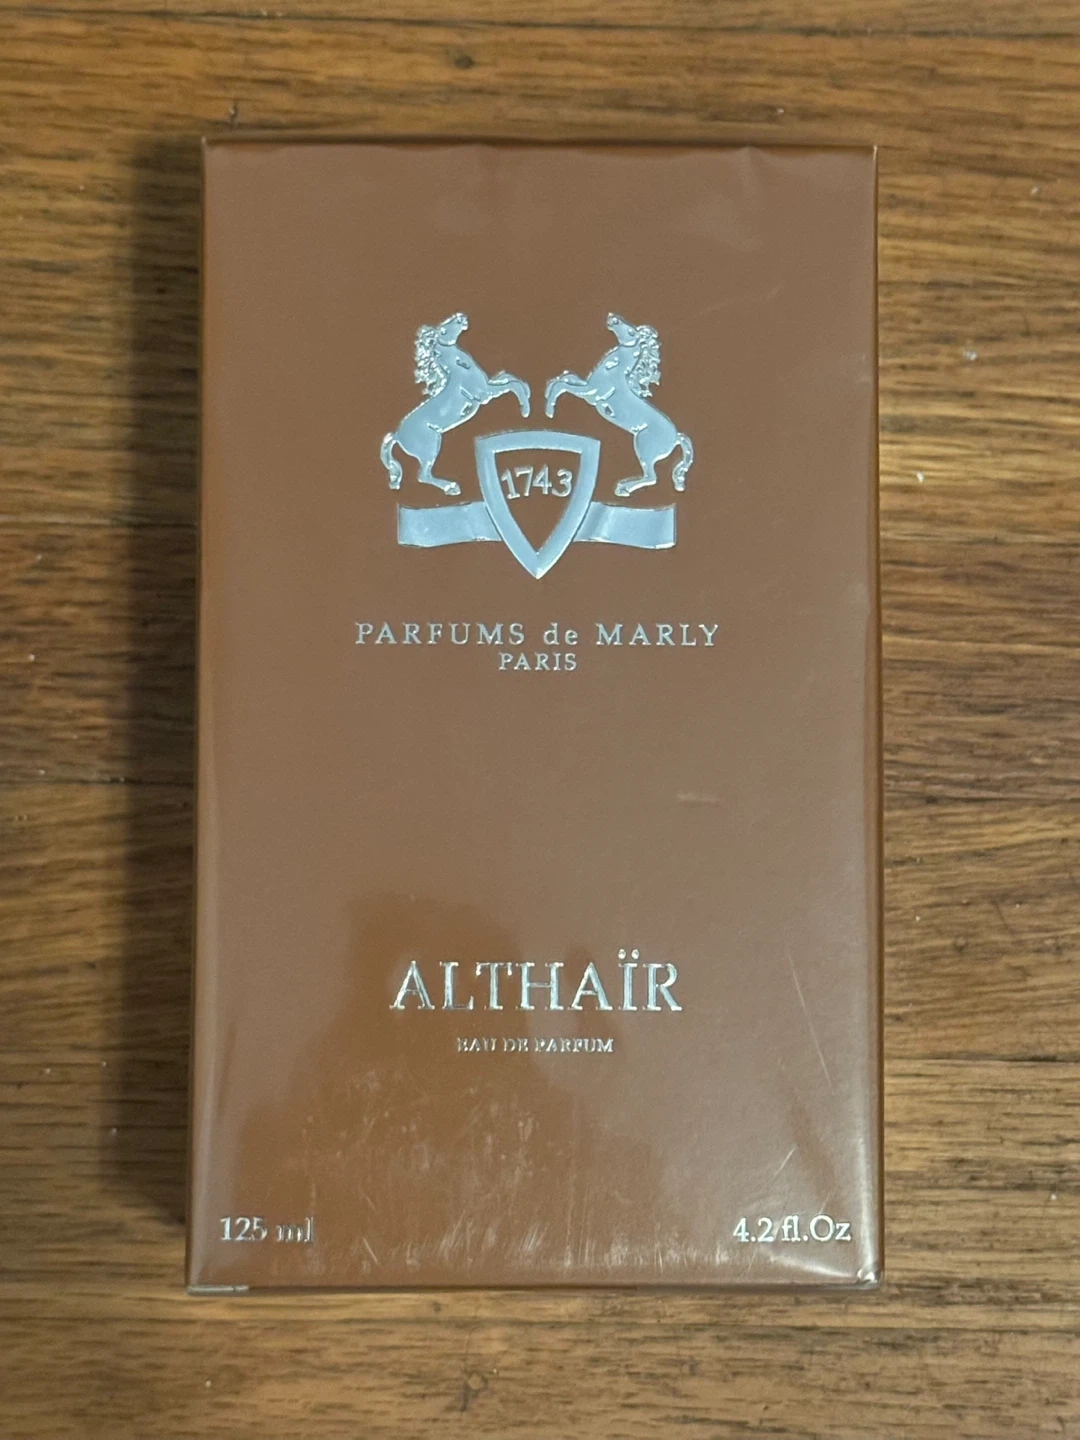 1743
PARFUMS de MARLY
PARIS
ALTHAÏR
EAU DE PARFUM
125 ml
4.2 fl.Oz